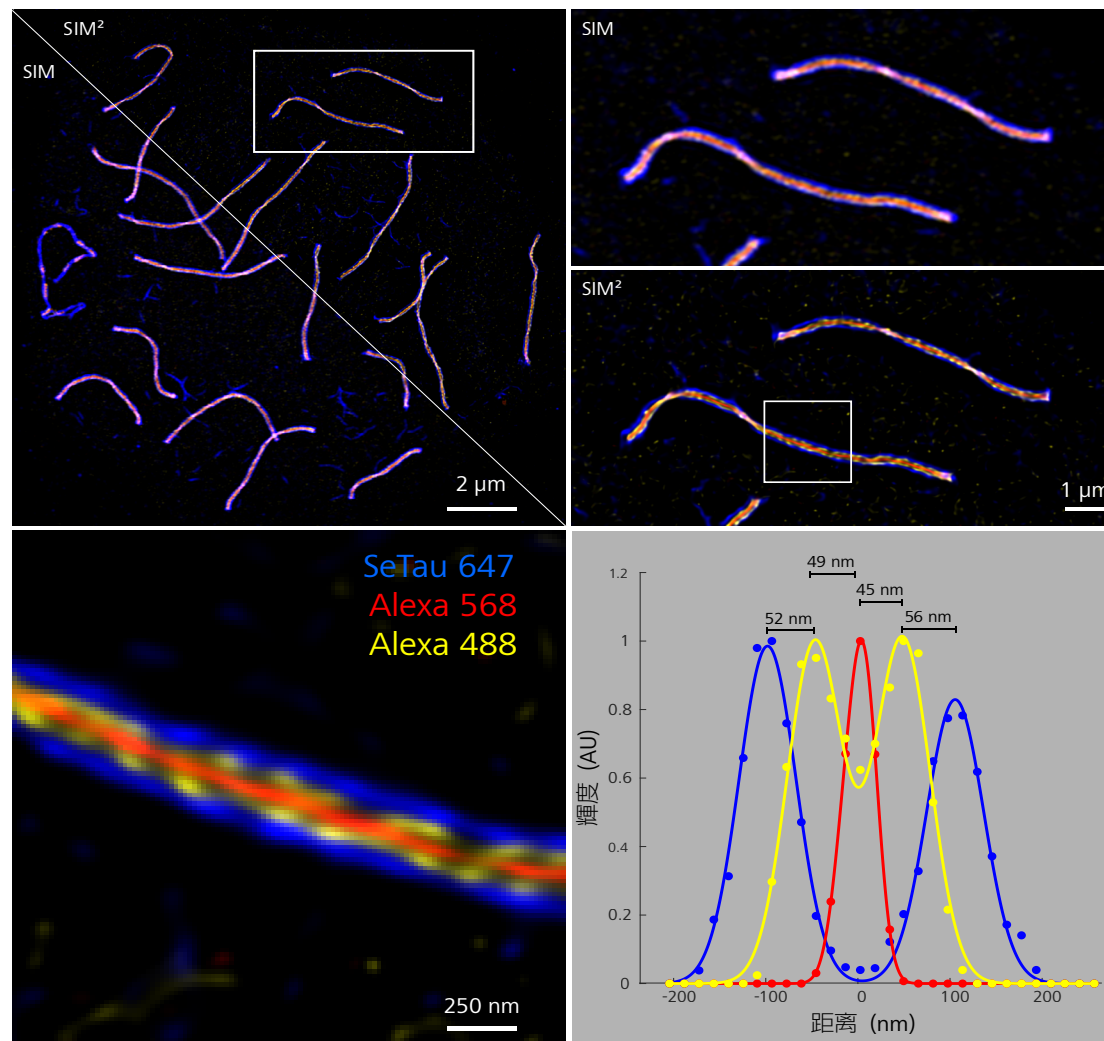 SIM²
SIM
2 µm
SIM
SIM²
1 µm
SeTau 647
Alexa 568
Alexa 488
250 nm
49 nm
45 nm
52 nm
56 nm
1.2
1
0.8
0.6
0.4
0.2
0
輝度 (AU)
-200
-100
0
100
200
距离 (nm)